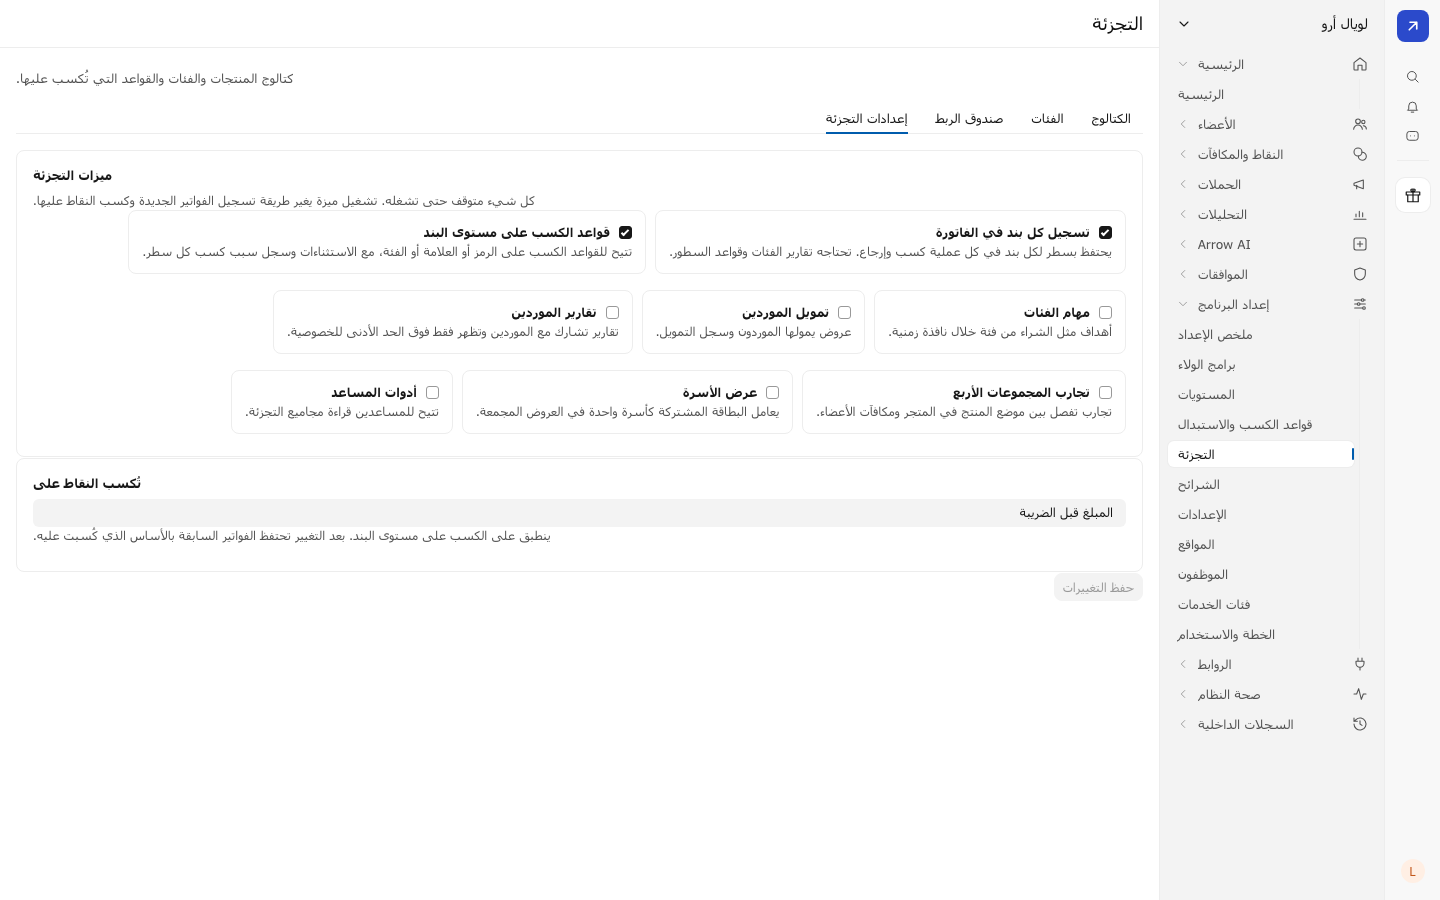 لويال أرو
الرئيسية
الرئيسية
الأعضاء
النقاط والمكافآت
الحملات
التحليلات
Arrow AI
الموافقات
إعداد البرنامج
ملخص الإعداد
برامج الولاء
المستويات
قواعد الكسب والاستبدال
التجزئة
الشرائح
الإعدادات
المواقع
الموظفون
فئات الخدمات
الخطة والاستخدام
الروابط
صحة النظام
السجلات الداخلية
L
التجزئة
كتالوج المنتجات والفئات والقواعد التي تُكسب عليها.
الكتالوج
الفئات
صندوق الربط
إعدادات التجزئة
ميزات التجزئة
كل شيء متوقف حتى تشغله. تشغيل ميزة يغير طريقة تسجيل الفواتير الجديدة وكسب النقاط عليها.
تسجيل كل بند في الفاتورة
يحتفظ بسطر لكل بند في كل عملية كسب وإرجاع. تحتاجه تقارير الفئات وقواعد السطور.
قواعد الكسب على مستوى البند
تتيح للقواعد الكسب على الرمز أو العلامة أو الفئة، مع الاستثناءات وسجل سبب كسب كل سطر.
مهام الفئات
أهداف مثل الشراء من فئة خلال نافذة زمنية.
تمويل الموردين
عروض يمولها الموردون وسجل التمويل.
تقارير الموردين
تقارير تشارك مع الموردين وتظهر فقط فوق الحد الأدنى للخصوصية.
تجارب المجموعات الأربع
تجارب تفصل بين موضع المنتج في المتجر ومكافآت الأعضاء.
عرض الأسرة
يعامل البطاقة المشتركة كأسرة واحدة في العروض المجمعة.
أدوات المساعد
تتيح للمساعدين قراءة مجاميع التجزئة.
تُكسب النقاط على
المبلغ قبل الضريبة
ينطبق على الكسب على مستوى البند. بعد التغيير تحتفظ الفواتير السابقة بالأساس الذي كُسبت عليه.
حفظ التغييرات